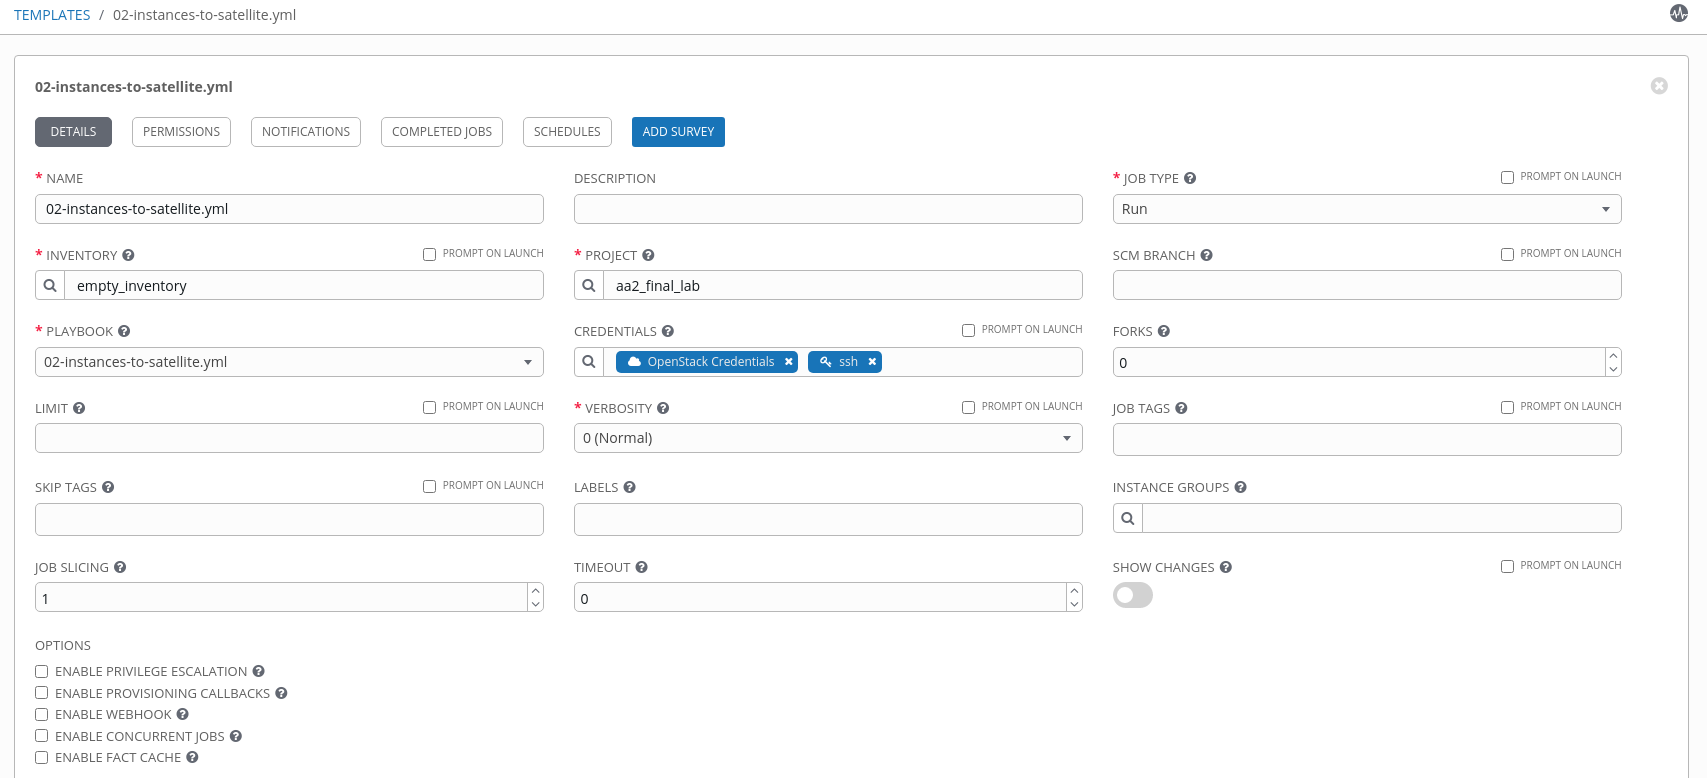 TEMPLATES / 02-instances-to-satellite.yml
02-instances-to-satellite.yml
DETAILS PERMISSIONS NOTIFICATIONS COMPLETED JOBS SCHEDULES ADD SURVEY
* NAME DESCRIPTION * JOB TYPE ? PROMPT ON LAUNCH
02-instances-to-satellite.yml Run
* INVENTORY ? PROMPT ON LAUNCH * PROJECT ? SCM BRANCH ? PROMPT ON LAUNCH
empty_inventory aa2_final_lab
* PLAYBOOK ? CREDENTIALS ? PROMPT ON LAUNCH FORKS ?
02-instances-to-satellite.yml OpenStack Credentials ssh 0
LIMIT ? PROMPT ON LAUNCH * VERBOSITY ? PROMPT ON LAUNCH JOB TAGS ? PROMPT ON LAUNCH
0 (Normal)
SKIP TAGS ? PROMPT ON LAUNCH LABELS ? INSTANCE GROUPS ?
JOB SLICING ? TIMEOUT ? SHOW CHANGES ? PROMPT ON LAUNCH
1 0
OPTIONS
ENABLE PRIVILEGE ESCALATION ?
ENABLE PROVISIONING CALLBACKS ?
ENABLE WEBHOOK ?
ENABLE CONCURRENT JOBS ?
ENABLE FACT CACHE ?